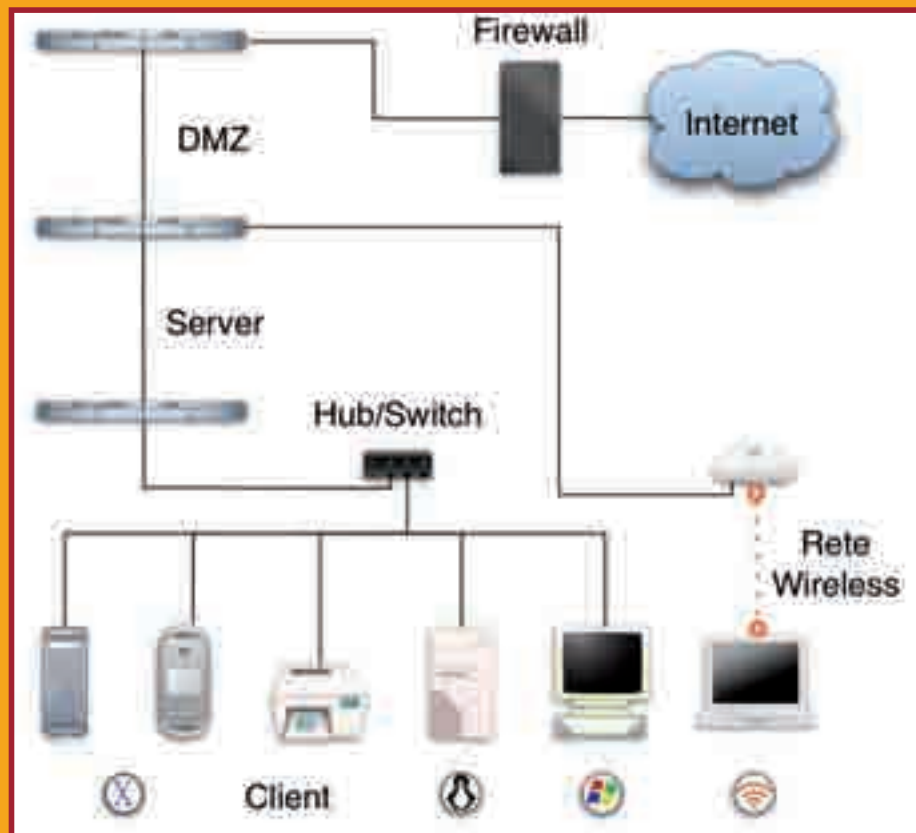 Firewall
Internet
DMZ
Server
Hub/Switch
Rete
Wireless
Client